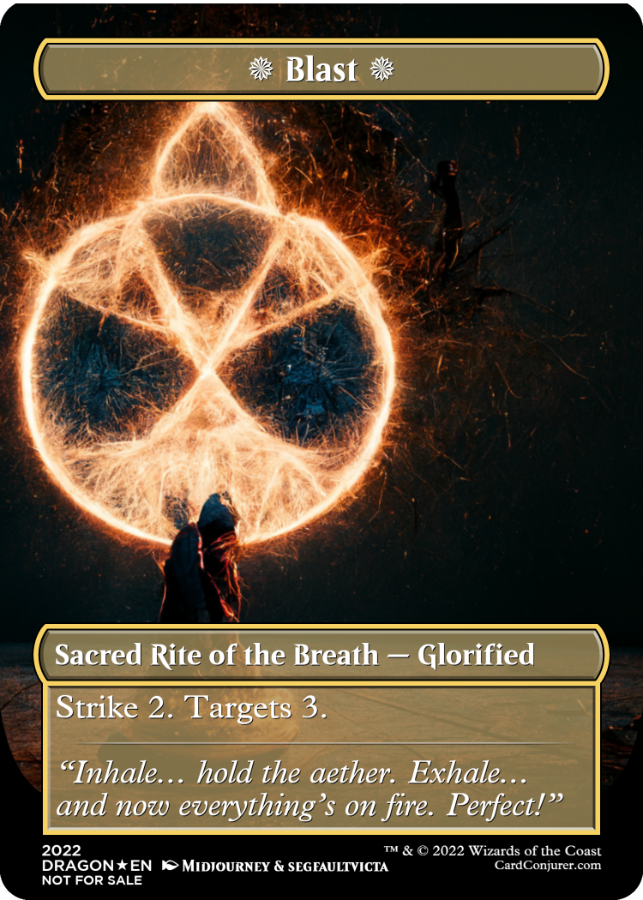 Blast
Sacred Rite of the Breath — Glorified
Strike 2. Targets 3.
“Inhale… hold the aether. Exhale…
and now everything’s on fire. Perfect!”
2022
DRAGON★EN MIDJOURNEY & SEGFAULTVICTA
NOT FOR SALE
™ & © 2022 Wizards of the Coast
CardConjurer.com